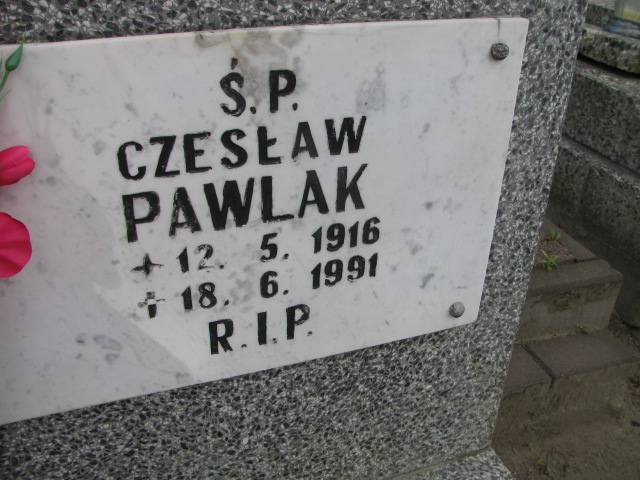 Ś.P.
CZESŁAW
PAWLAK
+ 12. 5. 1916
+ 18. 6. 1991
R.I.P.